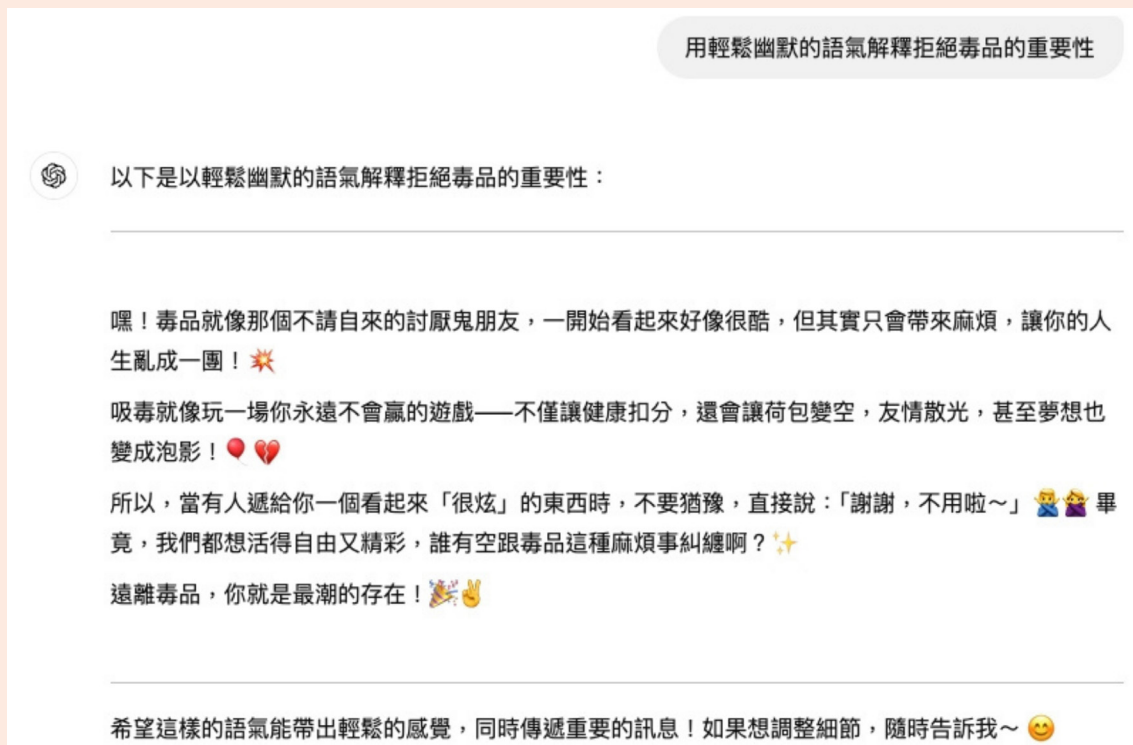 用輕鬆幽默的語氣解釋拒絕毒品的重要性
以下是以輕鬆幽默的語氣解釋拒絕毒品的重要性：
嘿！毒品就像那個不請自來的討厭鬼朋友，一開始看起來好像很酷，但其實只會帶來麻煩，讓你的人
生亂成一團！💥
吸毒就像玩一場你永遠不會贏的遊戲——不僅讓健康扣分，還會讓荷包變空，友情散光，甚至夢想也
變成泡影！🎈💔
所以，當有人遞給你一個看起來「很炫」的東西時，不要猶豫，直接說：「謝謝，不用啦～」🙅‍♂️🙅‍♀️ 畢
竟，我們都想活得自由又精彩，誰有空跟毒品這種麻煩事糾纏啊？✨
遠離毒品，你就是最潮的存在！🎉✌️
希望這樣的語氣能帶出輕鬆的感覺，同時傳遞重要的訊息！如果想調整細節，隨時告訴我～ 😊